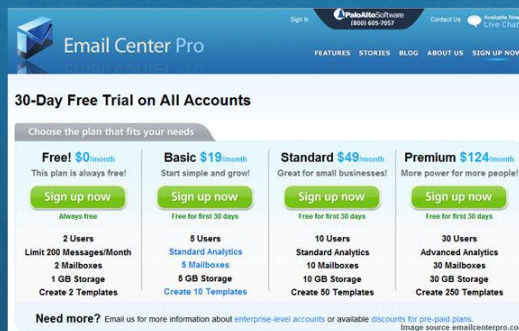 Sign In
PaloAltoSoftware
(800) 605-7057
Contact Us
Available Now
Live Chat
Email Center Pro
FEATURES STORIES BLOG ABOUT US SIGN UP NOW
30-Day Free Trial on All Accounts
Choose the plan that fits your needs
Free! $0/month
This plan is always free!
Sign up now
Always free
2 Users
Limit 200 Messages/Month
2 Mailboxes
1 GB Storage
Create 2 Templates
Basic $19/month
Start simple and grow!
Sign up now
Free for first 30 days
5 Users
Standard Analytics
5 Mailboxes
5 GB Storage
Create 10 Templates
Standard $49/month
Great for small businesses!
Sign up now
Free for first 30 days
10 Users
Standard Analytics
10 Mailboxes
10 GB Storage
Create 50 Templates
Premium $124/month
More power for more people!
Sign up now
Free for first 30 days
30 Users
Advanced Analytics
30 Mailboxes
30 GB Storage
Create 250 Templates
Need more? Email us for more information about enterprise-level accounts or available discounts for pre-paid plans.
Image source emailcenterpro.co